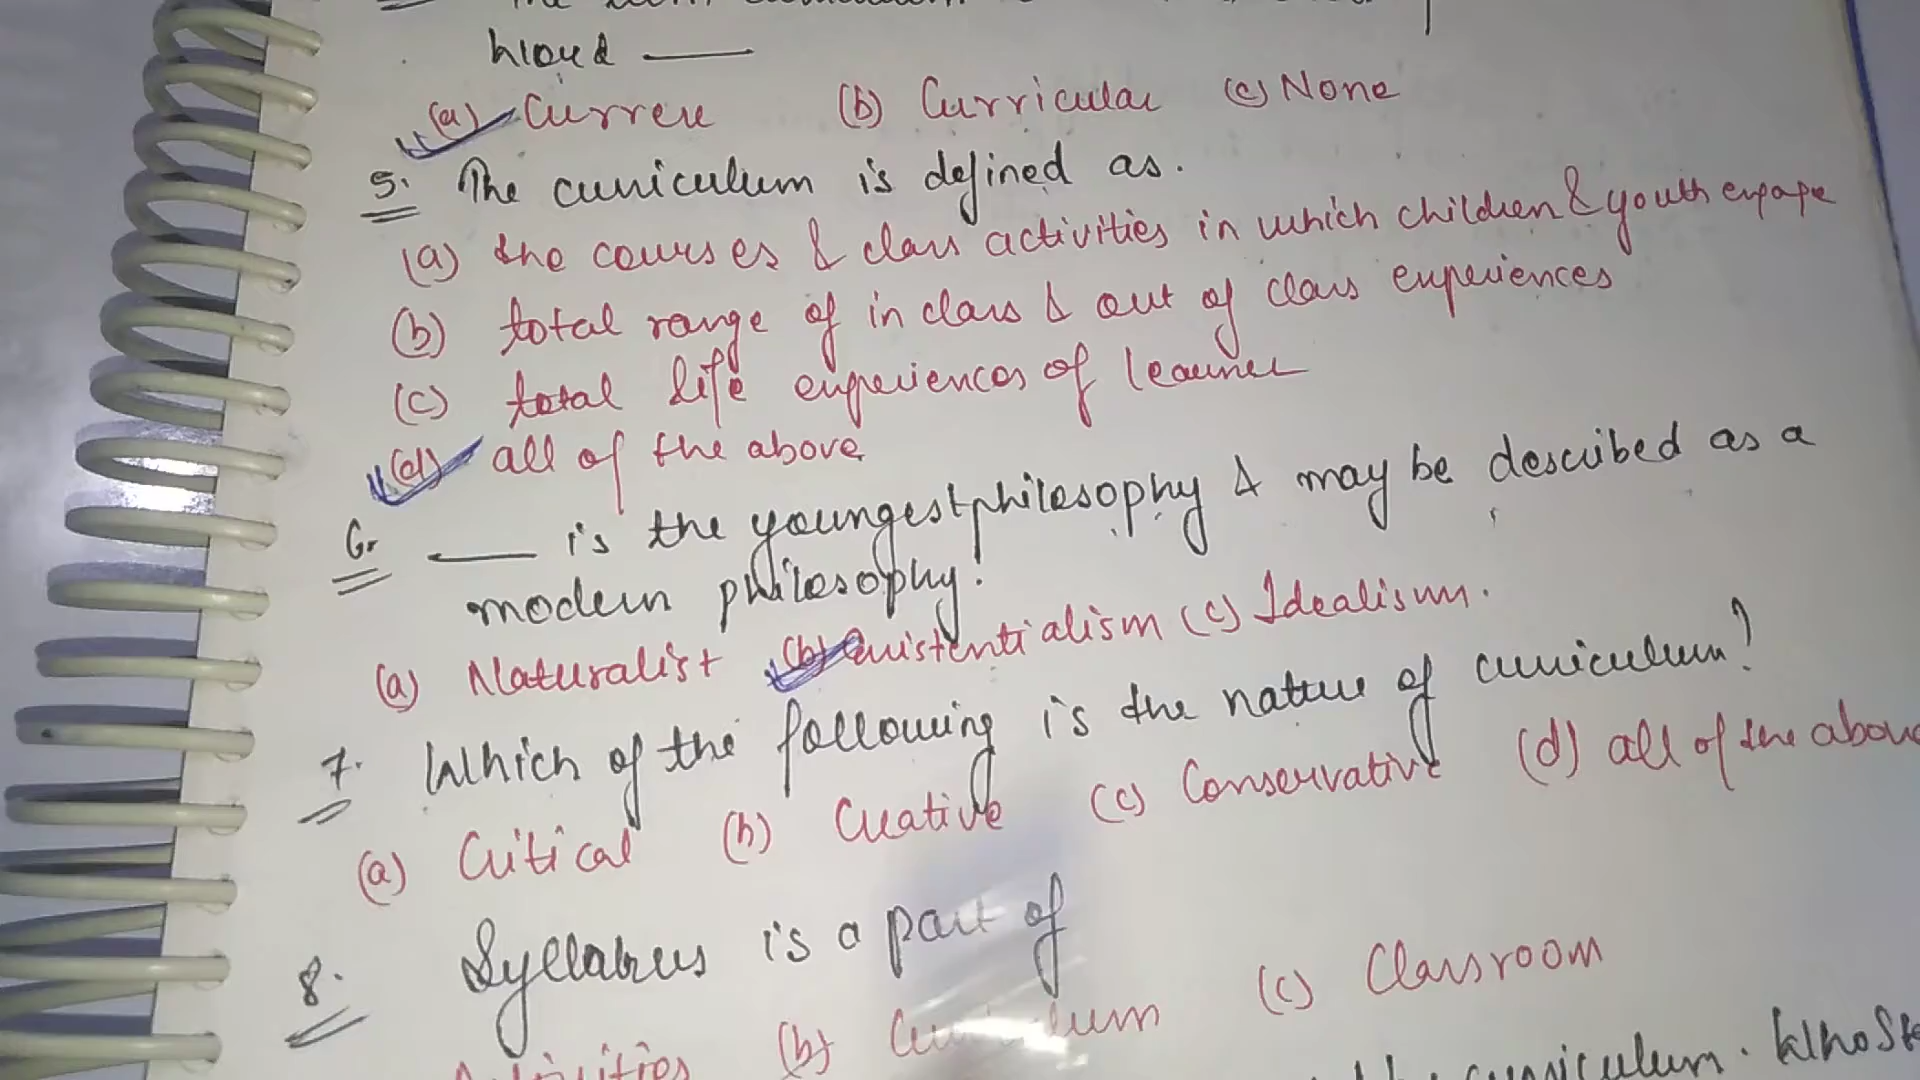 word ———
(a) Currere (b) Curricular (c) None
5. The curriculum is defined as.
(a) the courses & class activities in which children & youth engage
(b) total range of in class & out of class experiences
(c) total life experiences of learner
(d) all of the above
6. ——— is the youngest philosophy & may be described as a
modern philosophy!
(a) Naturalist (b) Existentialism (c) Idealism.
7. Which of the following is the nature of curriculum?
(a) Critical (b) Creative (c) Conservative (d) all of the above
8. Syllabus is a part of
Activities (b) Curriculum (c) Classroom
the curriculum.